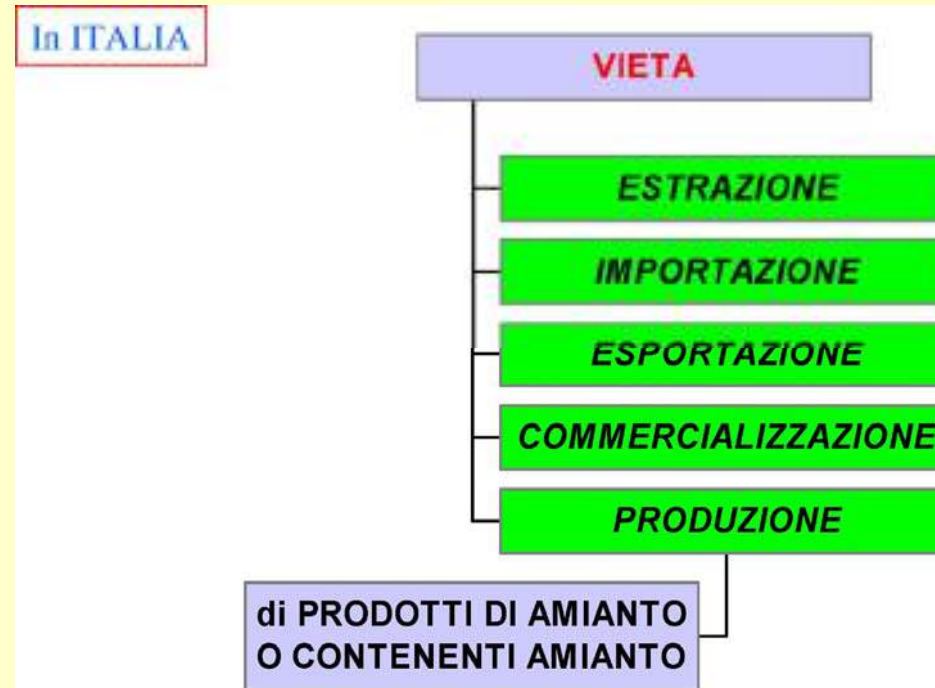 In ITALIA
VIETA
ESTRAZIONE
IMPORTAZIONE
ESPORTAZIONE
COMMERCIALIZZAZIONE
PRODUZIONE
di PRODOTTI DI AMIANTO
O CONTENENTI AMIANTO